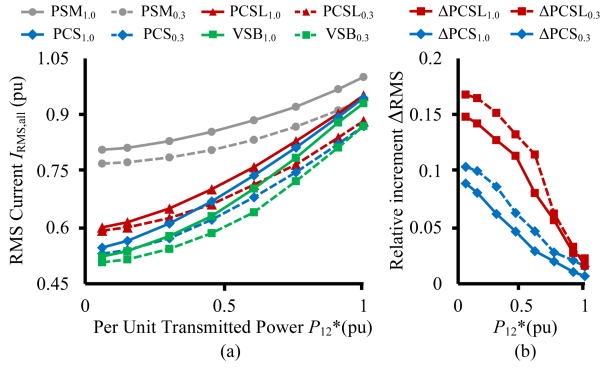 PSM1.0 PSM0.3 PCSL1.0 PCSL0.3
PCS1.0 PCS0.3 VSB1.0 VSB0.3
ΔPCSL1.0 ΔPCSL0.3
ΔPCS1.0 ΔPCS0.3
RMS Current IRMS,all (pu)
1.05
0.9
0.75
0.6
0.45
0 0.5 1
Per Unit Transmitted Power P12*(pu)
(a)
Relative increment ΔRMS
0.2
0.15
0.1
0.05
0
0 0.5 1
P12*(pu)
(b)